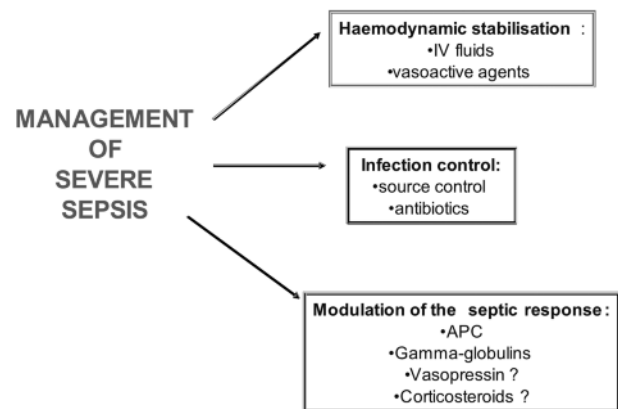 MANAGEMENT
OF
SEVERE
SEPSIS
Haemodynamic stabilisation :
•IV fluids
•vasoactive agents
Infection control:
•source control
•antibiotics
Modulation of the septic response:
•APC
•Gamma-globulins
•Vasopressin ?
•Corticosteroids ?